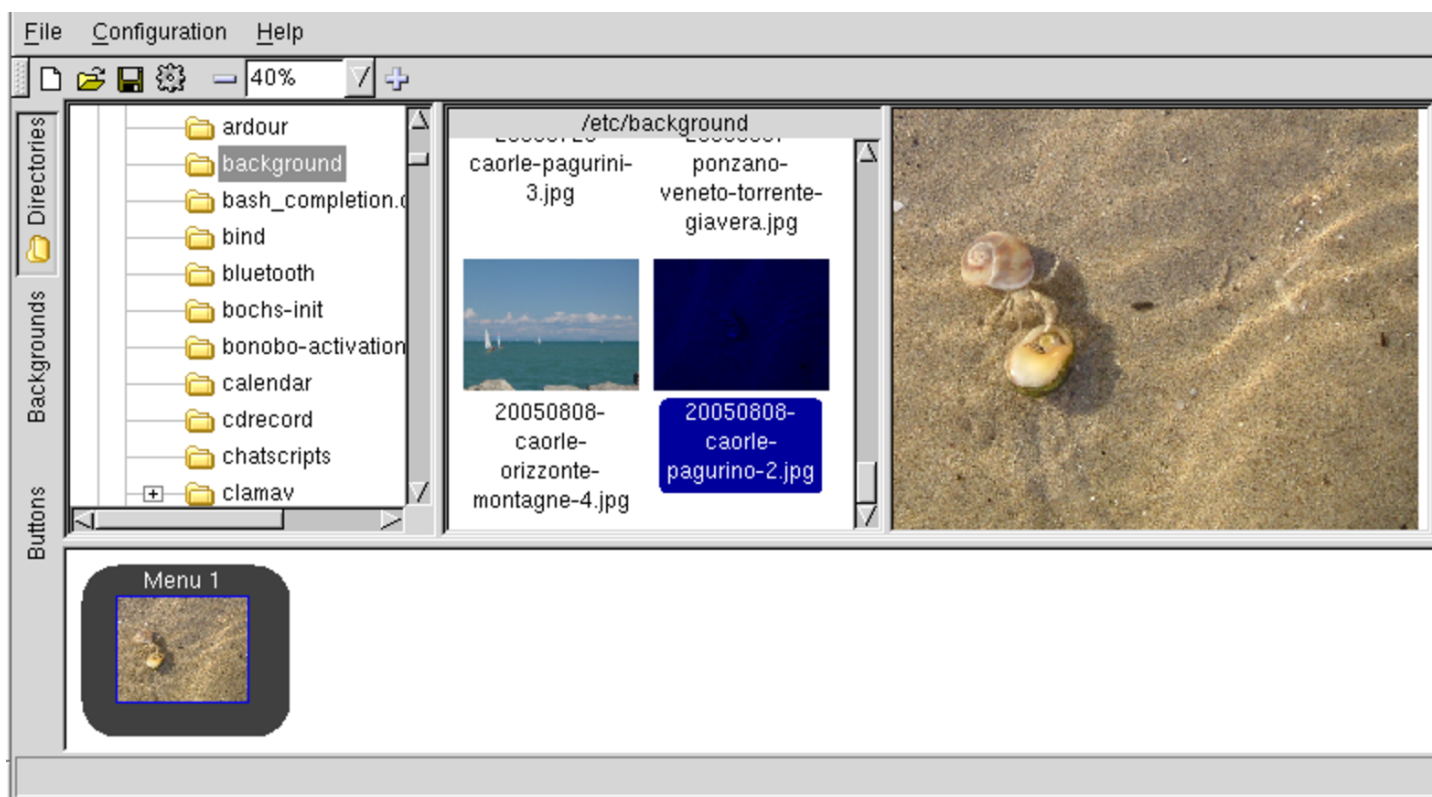 File Configuration Help
40%
Directories
Backgrounds
Buttons
ardour
background
bash_completion.
bind
bluetooth
bochs-init
bonobo-activation
calendar
cdrecord
chatscripts
clamav
/etc/background
caorle-pagurini-
3.jpg
ponzano-
veneto-torrente-
giavera.jpg
20050808-
caorle-
orizzonte-
montagne-4.jpg
20050808-
caorle-
pagurino-2.jpg
Menu 1